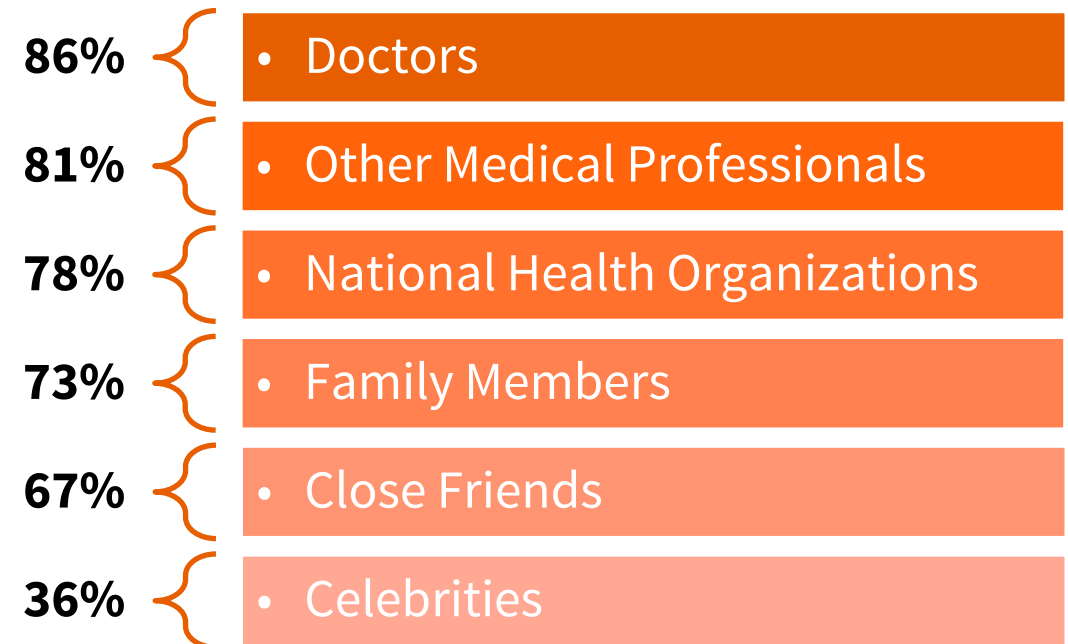 86% • Doctors
81% • Other Medical Professionals
78% • National Health Organizations
73% • Family Members
67% • Close Friends
36% • Celebrities